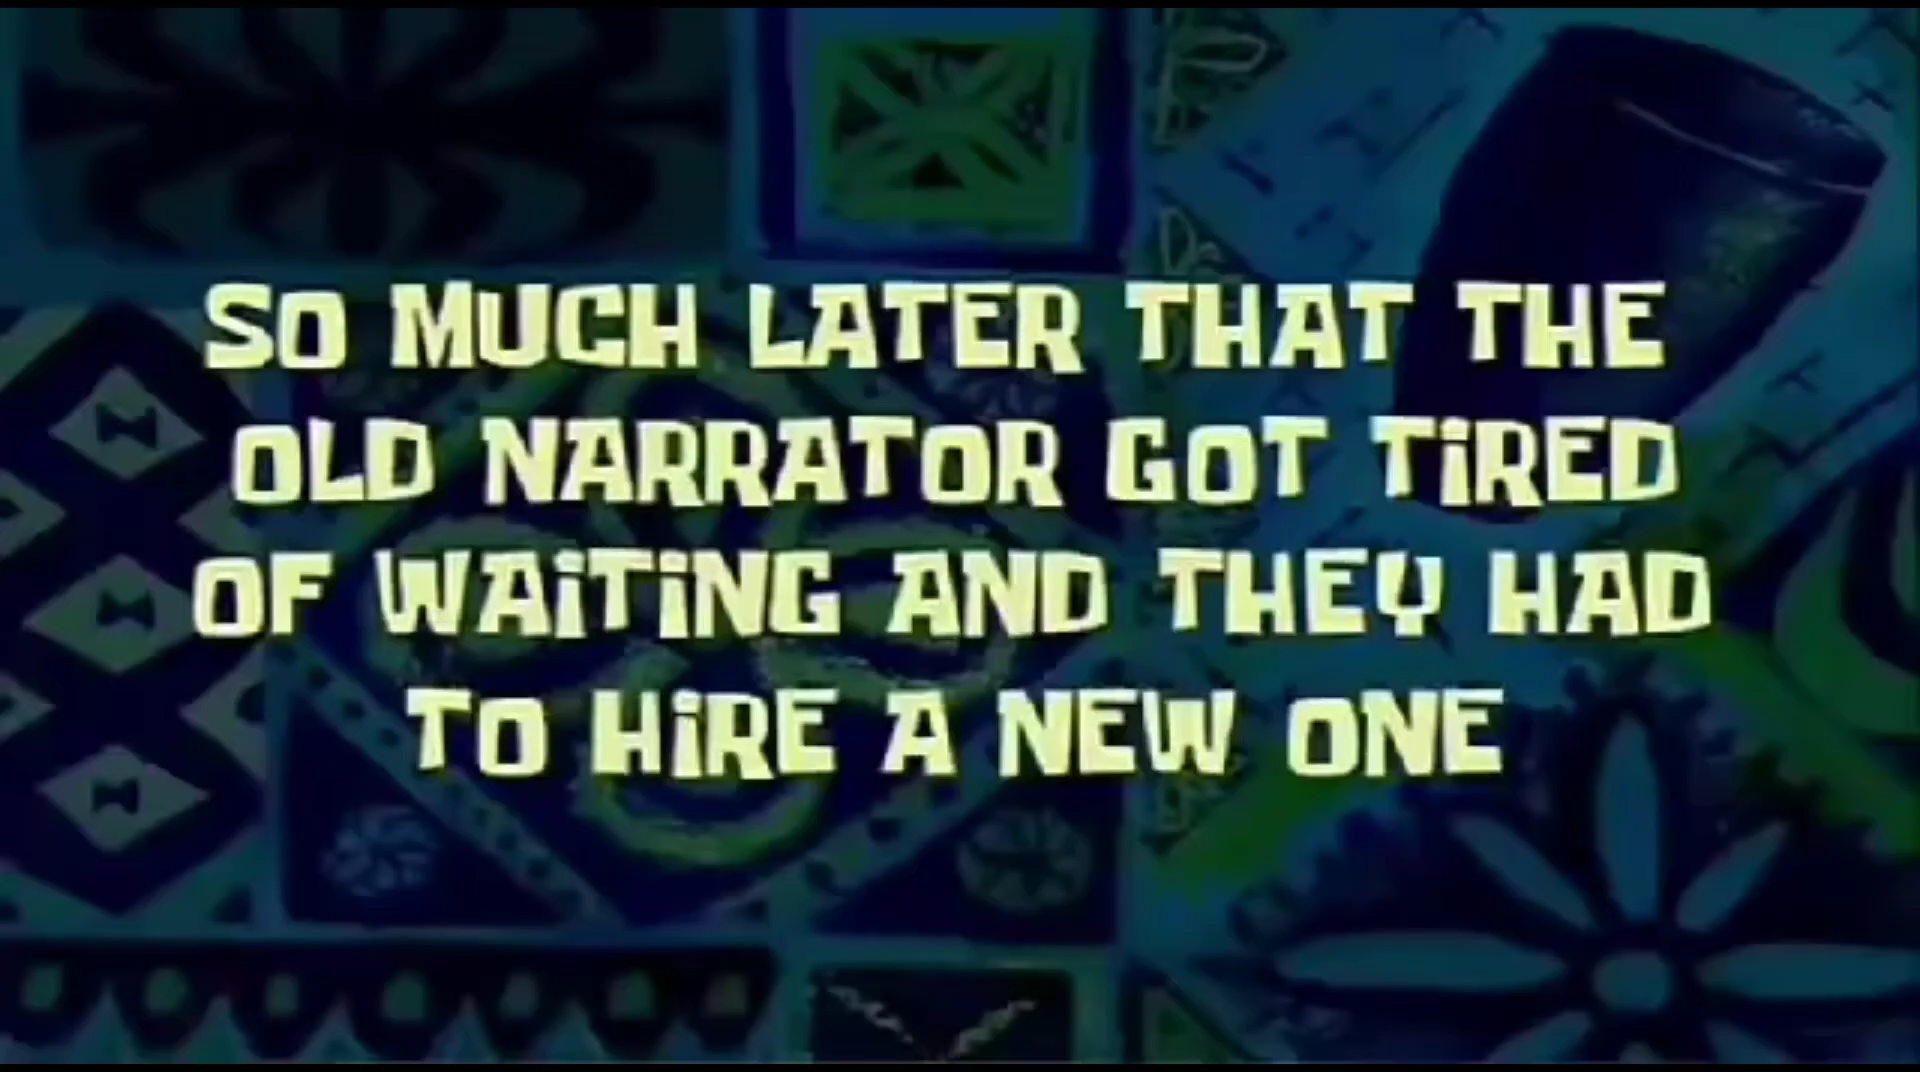 SO MUCH LATER THAT THE
OLD NARRATOR GOT TiRED
OF WAiTiNG AND THEY HAD
TO HiRE A NEW ONE